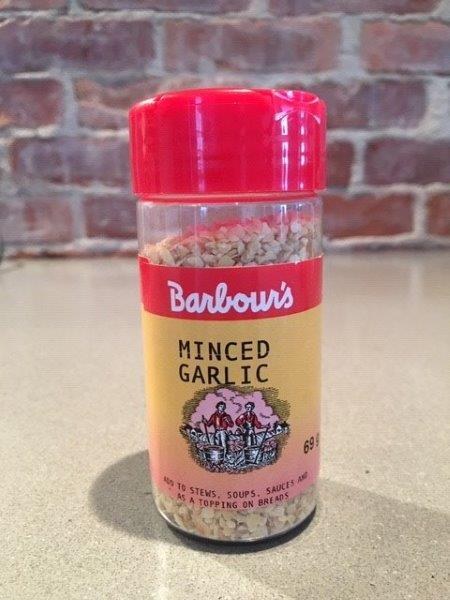 Barbour's
MINCED
GARLIC
69 g
ADD TO STEWS, SOUPS, SAUCES AND
AS A TOPPING ON BREADS